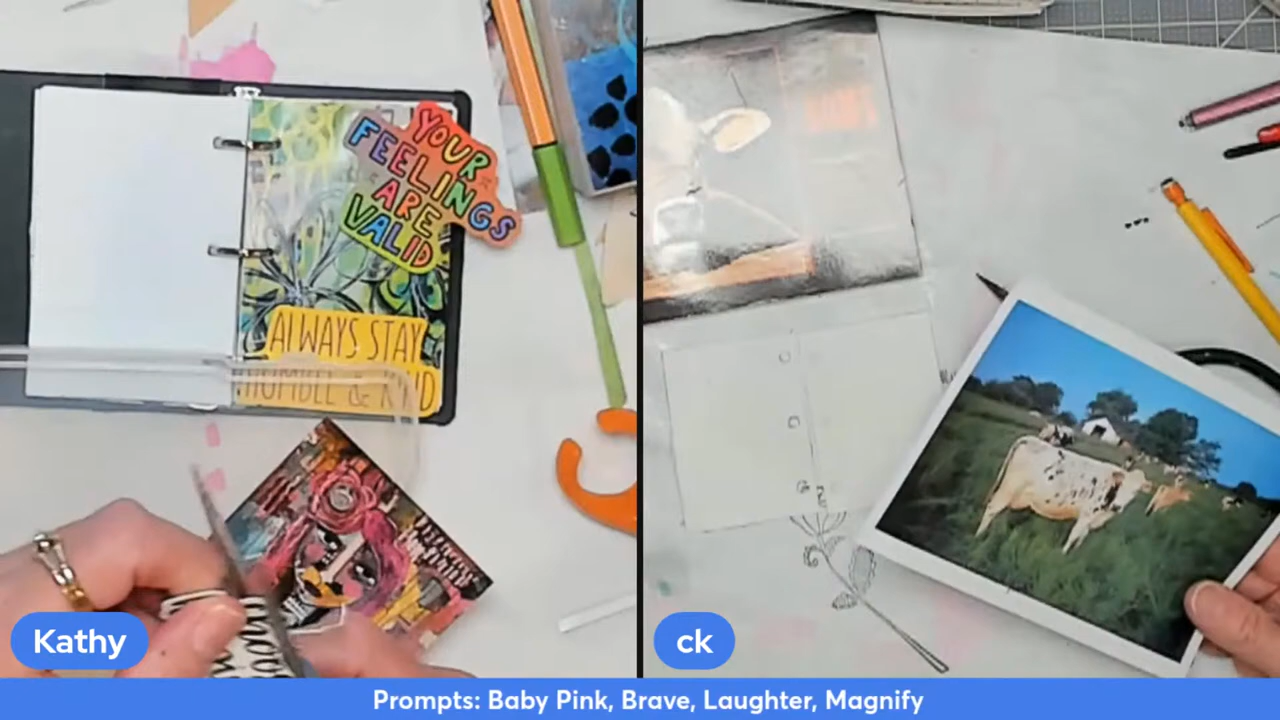 YOUR
FEELINGS
ARE
VALID
ALWAYS STAY
HUMBLE & KIND
Kathy
ck
Prompts: Baby Pink, Brave, Laughter, Magnify